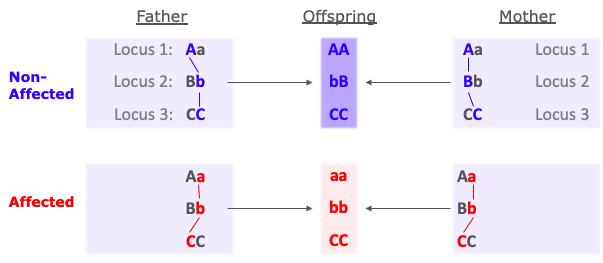 Father Offspring Mother
Locus 1: Aa AA Aa Locus 1
Non-
Affected
Locus 2: Bb bB Bb Locus 2
Locus 3: CC CC CC Locus 3
Aa aa Aa
Affected Bb bb Bb
CC CC CC